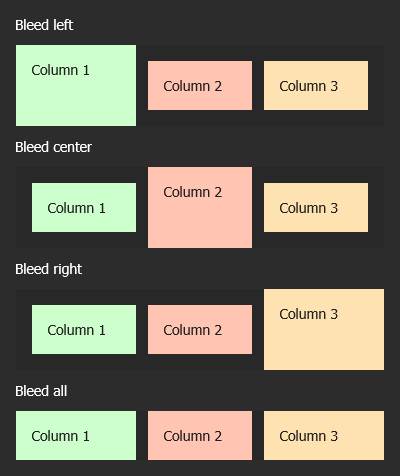 Bleed left
Column 1
Column 2
Column 3
Bleed center
Column 1
Column 2
Column 3
Bleed right
Column 1
Column 2
Column 3
Bleed all
Column 1
Column 2
Column 3